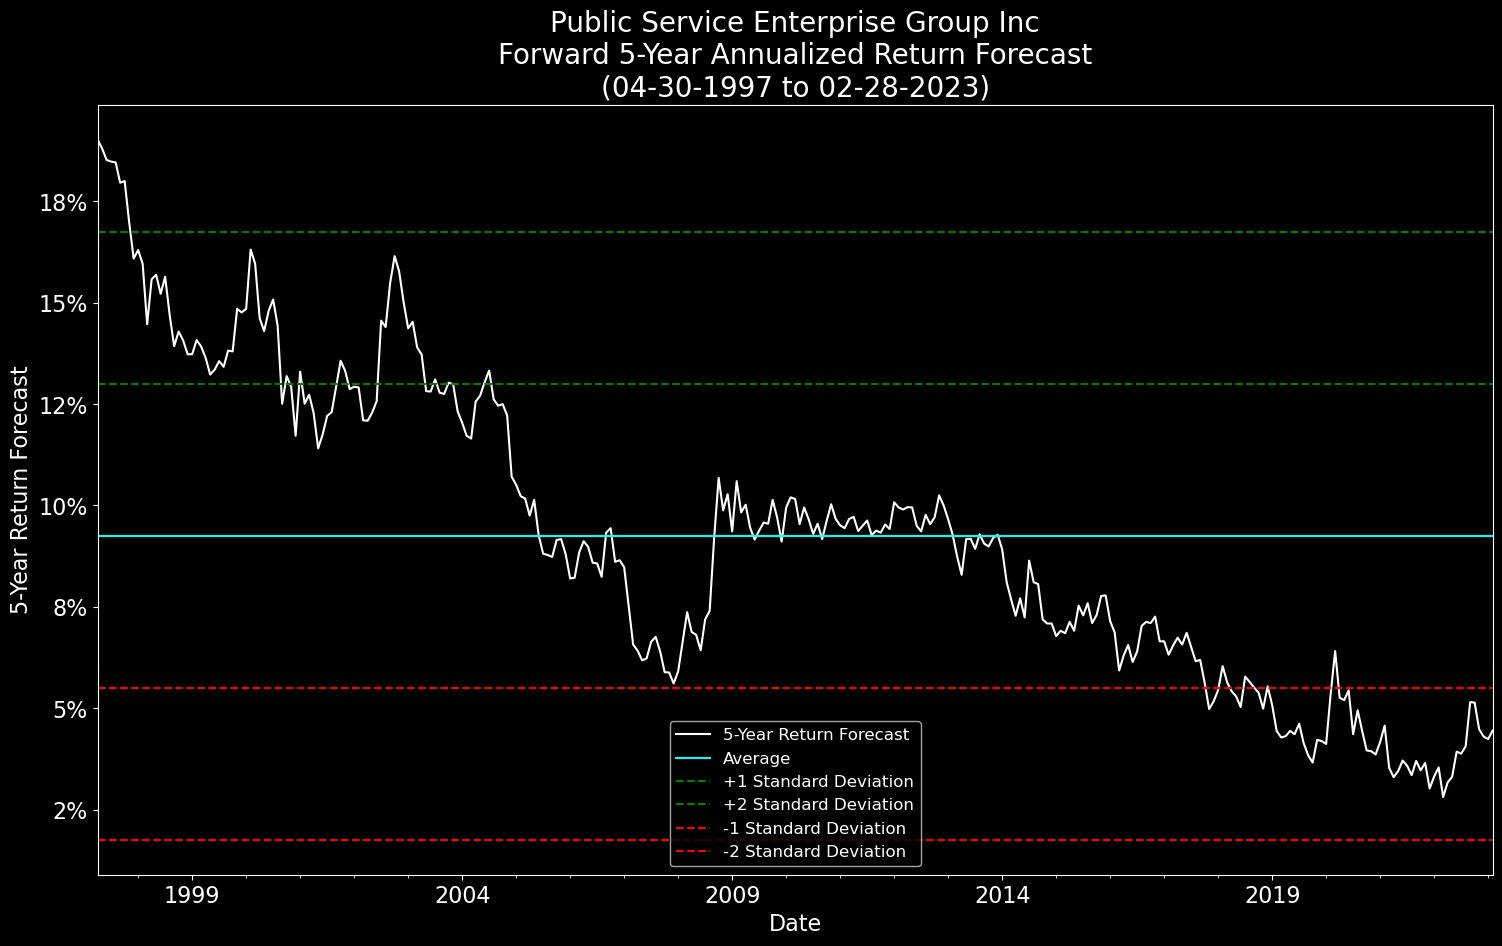 Public Service Enterprise Group Inc
Forward 5-Year Annualized Return Forecast
(04-30-1997 to 02-28-2023)
18%
15%
12%
10%
8%
5%
2%
5-Year Return Forecast
5-Year Return Forecast
Average
+1 Standard Deviation
+2 Standard Deviation
-1 Standard Deviation
-2 Standard Deviation
1999
2004
2009
2014
2019
Date